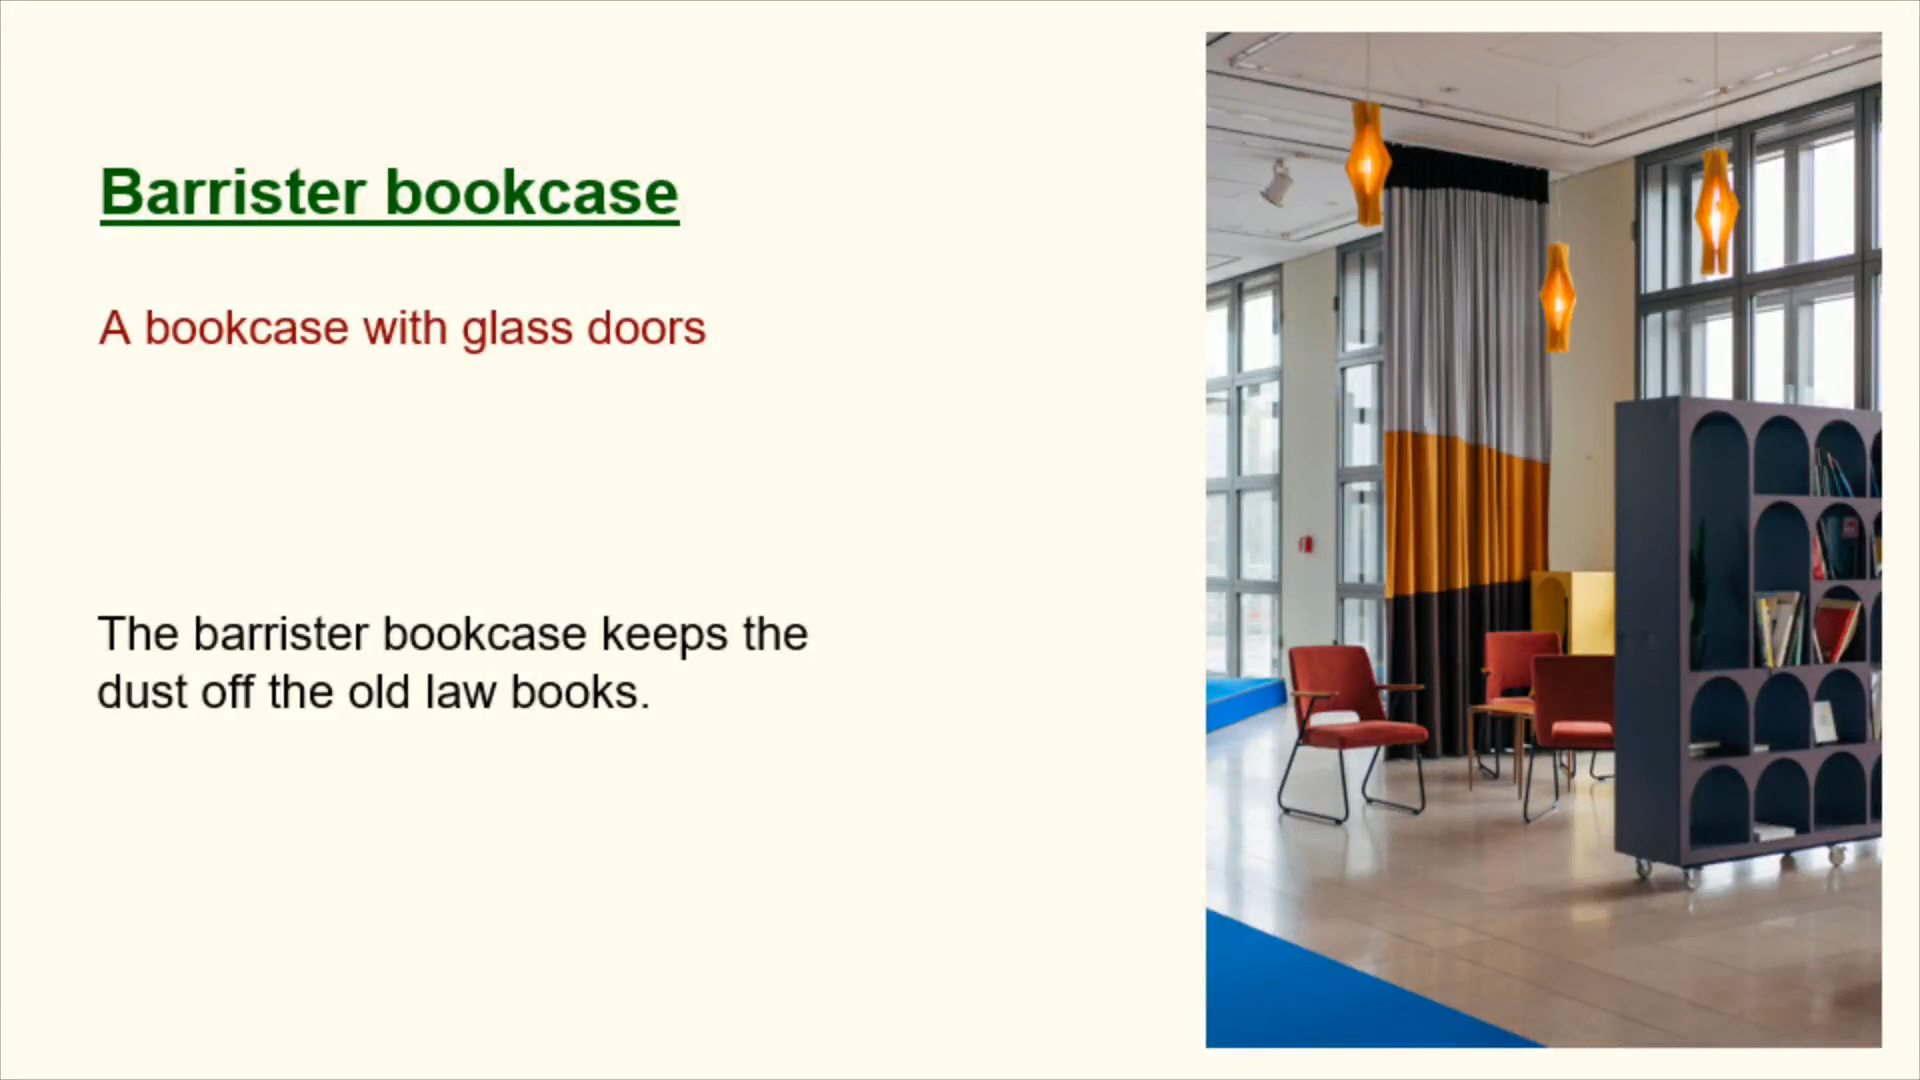 Barrister bookcase
A bookcase with glass doors
The barrister bookcase keeps the
dust off the old law books.